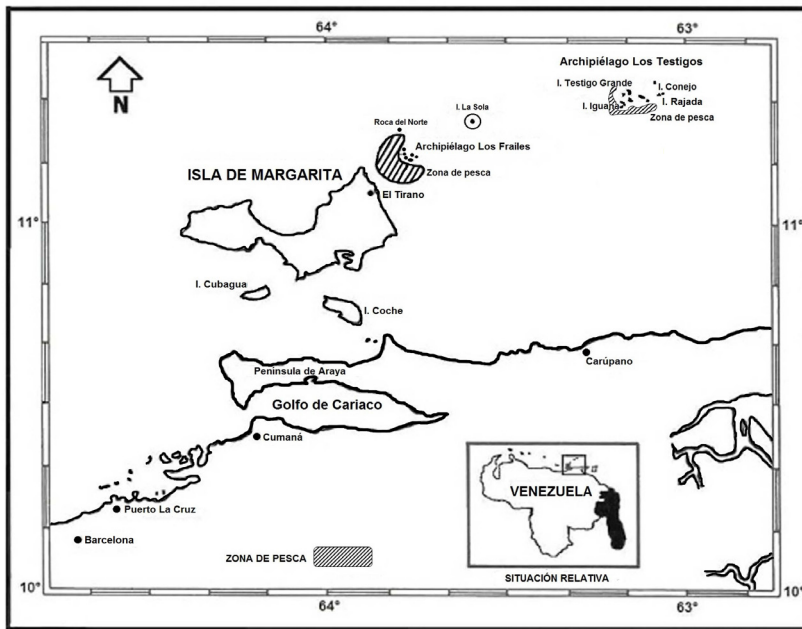 64°
63°
Archipiélago Los Testigos
I. Testigo Grande
I. Conejo
I. Iguana
I. Rajada
Zona de pesca
N
I. La Sola
Roca del Norte
Archipiélago Los Frailes
Zona de pesca
ISLA DE MARGARITA
El Tirano
11°
11°
I. Cubagua
I. Coche
Carúpano
Península de Araya
Golfo de Cariaco
Cumaná
VENEZUELA
Puerto La Cruz
Barcelona
ZONA DE PESCA
SITUACIÓN RELATIVA
10°
10°
64°
63°